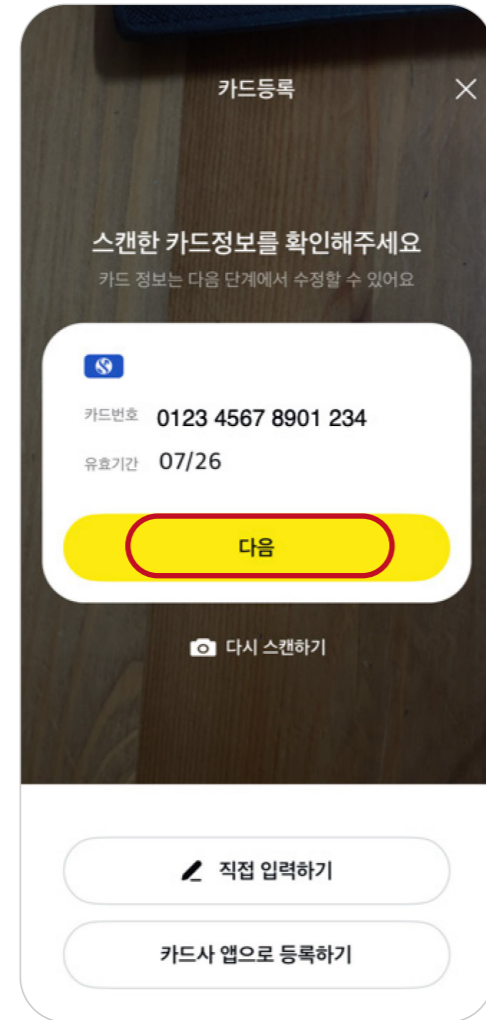 카드등록
스캔한 카드정보를 확인해주세요
카드 정보는 다음 단계에서 수정할 수 있어요
카드번호 0123 4567 8901 234
유효기간 07/26
다음
다시 스캔하기
직접 입력하기
카드사 앱으로 등록하기